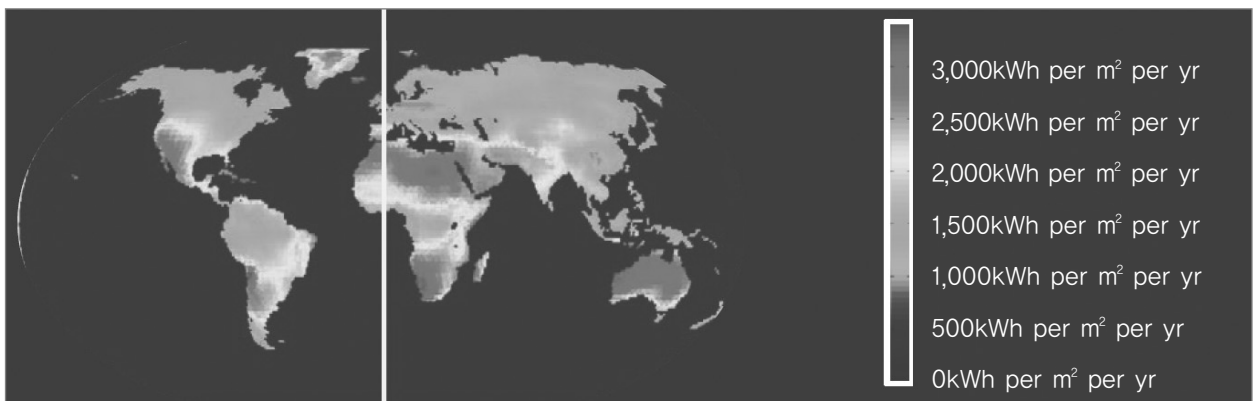 3,000kWh per m² per yr
2,500kWh per m² per yr
2,000kWh per m² per yr
1,500kWh per m² per yr
1,000kWh per m² per yr
500kWh per m² per yr
0kWh per m² per yr